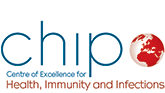 chip
Centre of Excellence for
Health, Immunity and Infections